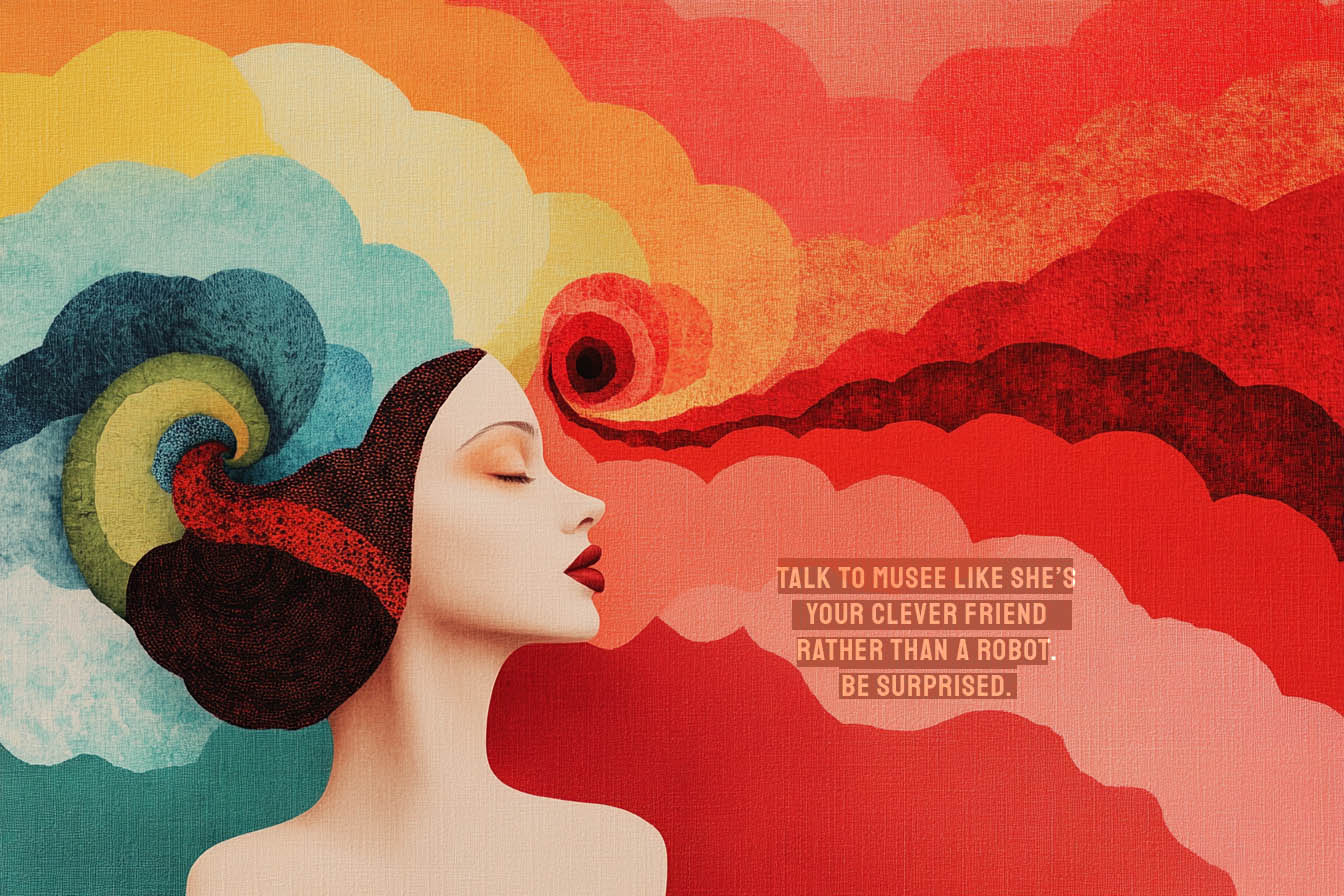 TALK TO MUSEE LIKE SHE’S
YOUR CLEVER FRIEND
RATHER THAN A ROBOT.
BE SURPRISED.